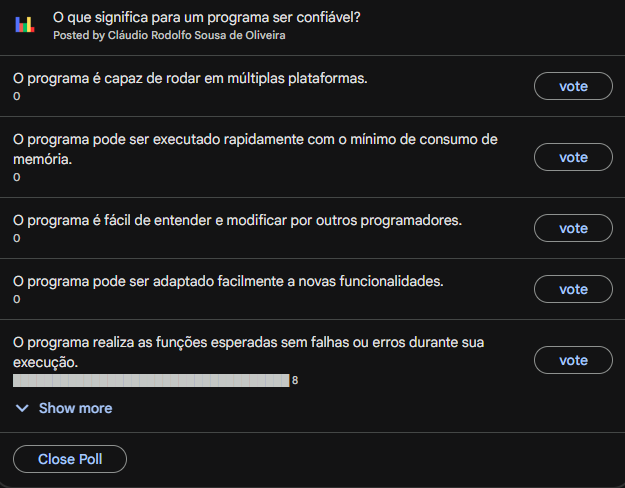 O que significa para um programa ser confiável?
Posted by Cláudio Rodolfo Sousa de Oliveira
O programa é capaz de rodar em múltiplas plataformas.
0
vote
O programa pode ser executado rapidamente com o mínimo de consumo de
memória.
0
vote
O programa é fácil de entender e modificar por outros programadores.
0
vote
O programa pode ser adaptado facilmente a novas funcionalidades.
0
vote
O programa realiza as funções esperadas sem falhas ou erros durante sua
execução.
8
vote
Show more
Close Poll